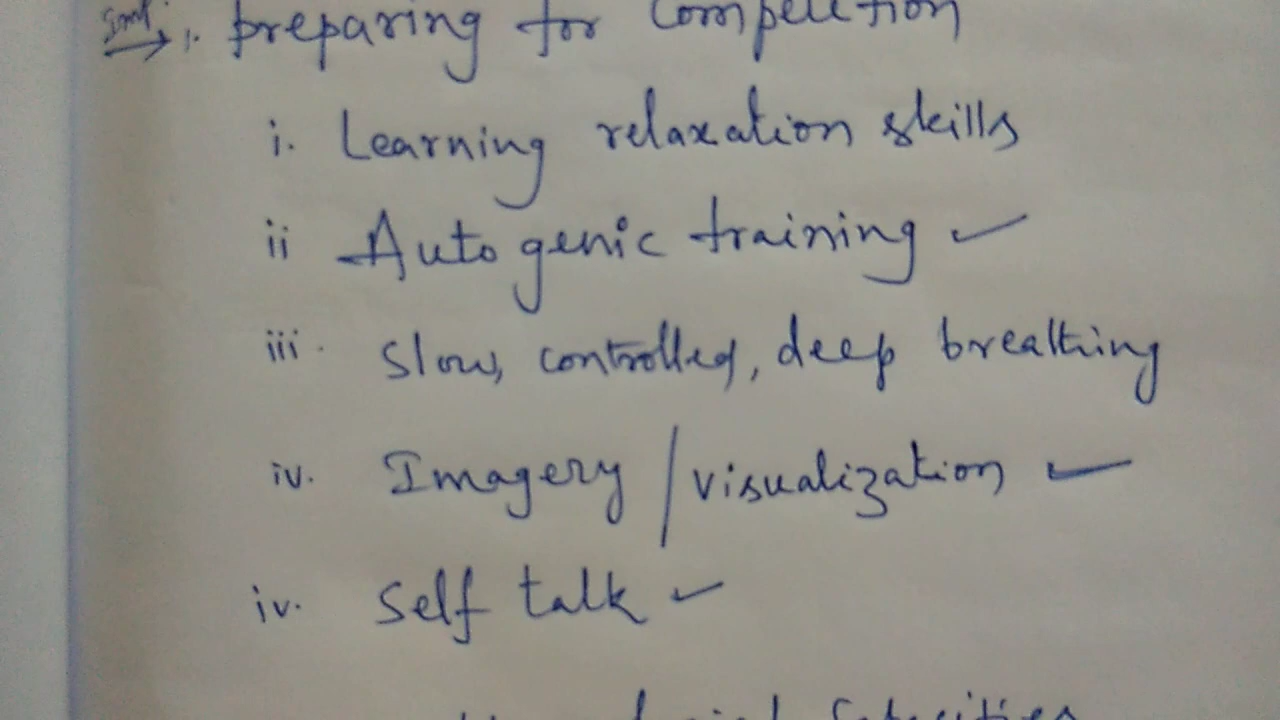 1. preparing for competition
i. Learning relaxation skills
ii Autogenic training ✓
iii. Slow, controlled, deep breathing
iv. Imagery / visualization ✓
iv. Self talk ✓